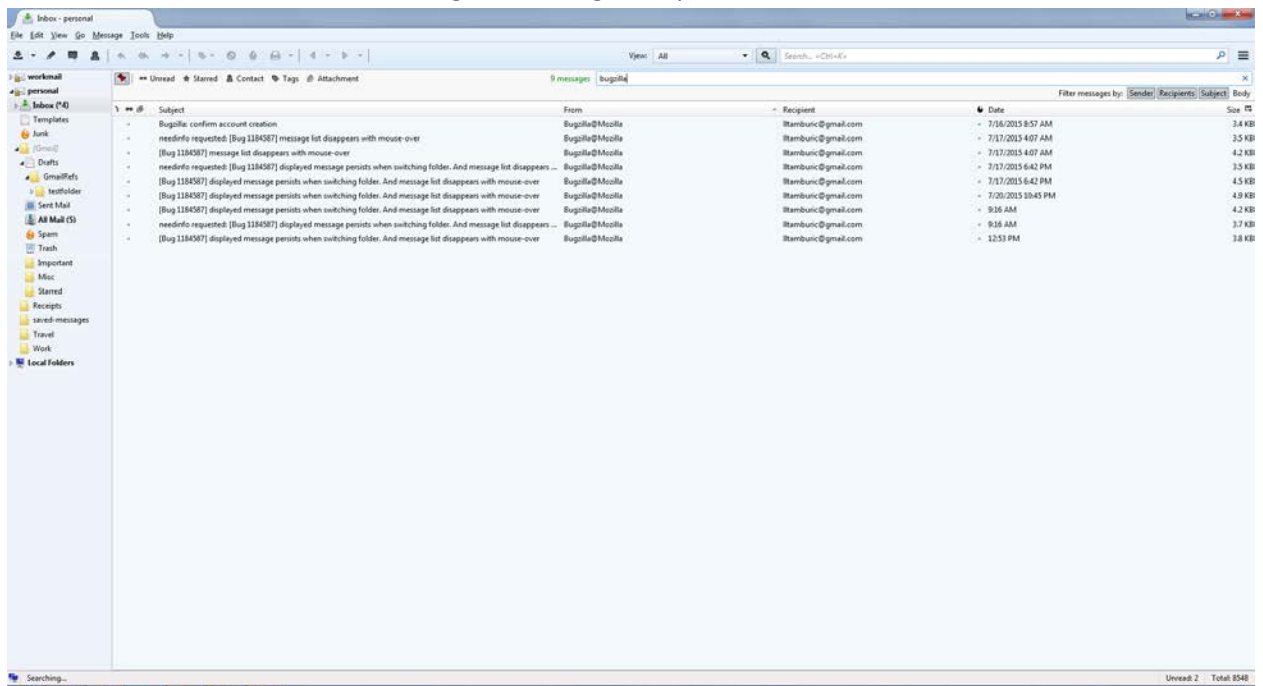 Inbox - personal
File Edit View Go Message Tools Help
View: All Search... <Ctrl+K>
Unread Starred Contact Tags Attachment 9 messages bugzilla
Filter messages by: Sender Recipients Subject Body
Subject From Recipient Date Size
Bugzilla: confirm account creation Bugzilla@Mozilla lltamburic@gmail.com 7/16/2015 8:57 AM 3.4 KB
needinfo requested: [Bug 1184587] message list disappears with mouse-over Bugzilla@Mozilla lltamburic@gmail.com 7/17/2015 4:07 AM 3.5 KB
[Bug 1184587] message list disappears with mouse-over Bugzilla@Mozilla lltamburic@gmail.com 7/17/2015 4:07 AM 4.2 KB
needinfo requested: [Bug 1184587] displayed message persists when switching folder. And message list disappears ... Bugzilla@Mozilla lltamburic@gmail.com 7/17/2015 6:42 PM 3.5 KB
[Bug 1184587] displayed message persists when switching folder. And message list disappears with mouse-over Bugzilla@Mozilla lltamburic@gmail.com 7/17/2015 6:42 PM 4.5 KB
[Bug 1184587] displayed message persists when switching folder. And message list disappears with mouse-over Bugzilla@Mozilla lltamburic@gmail.com 7/20/2015 10:45 PM 4.9 KB
[Bug 1184587] displayed message persists when switching folder. And message list disappears with mouse-over Bugzilla@Mozilla lltamburic@gmail.com 9:16 AM 4.2 KB
needinfo requested: [Bug 1184587] displayed message persists when switching folder. And message list disappears ... Bugzilla@Mozilla lltamburic@gmail.com 9:16 AM 3.7 KB
[Bug 1184587] displayed message persists when switching folder. And message list disappears with mouse-over Bugzilla@Mozilla lltamburic@gmail.com 12:53 PM 3.8 KB
workmail
personal
Inbox (*4)
Templates
Junk
[Gmail]
Drafts
GmailRefs
testfolder
Sent Mail
All Mail (5)
Spam
Trash
Important
Misc
Starred
Receipts
saved-messages
Travel
Work
Local Folders
Searching... Unread: 2 Total: 8548